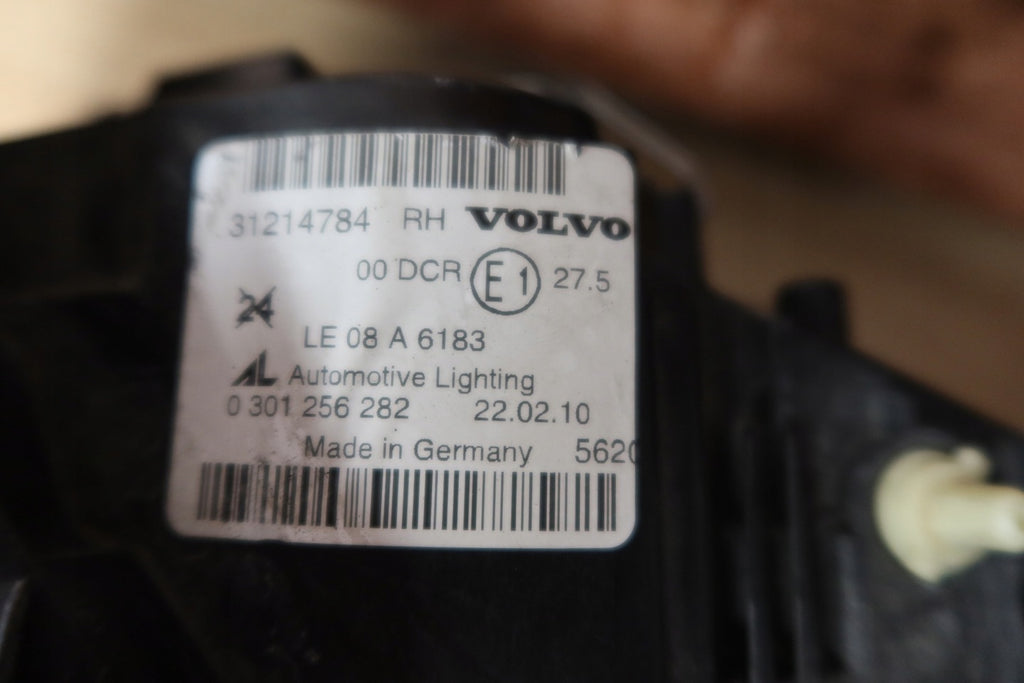 31214784 RH VOLVO
00 DCR E1 27.5
24
LE 08 A 6183
AL Automotive Lighting
0 301 256 282 22.02.10
Made in Germany 5620